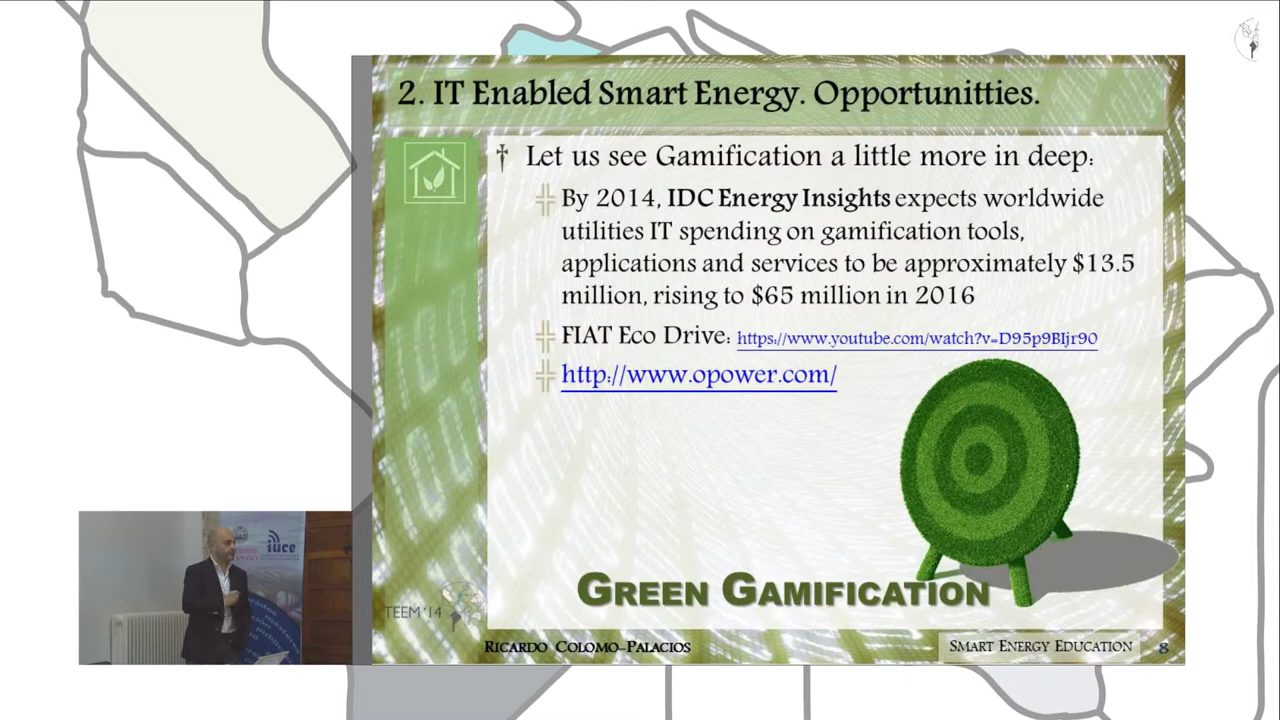 2. IT Enabled Smart Energy. Opportunitties.
Let us see Gamification a little more in deep:
By 2014, IDC Energy Insights expects worldwide
utilities IT spending on gamification tools,
applications and services to be approximately $13.5
million, rising to $65 million in 2016
FIAT Eco Drive: https://www.youtube.com/watch?v=D95p9BIjr90
http://www.opower.com/
GREEN GAMIFICATION
TEEM '14
RICARDO COLOMO-PALACIOS
SMART ENERGY EDUCATION
8
iuce